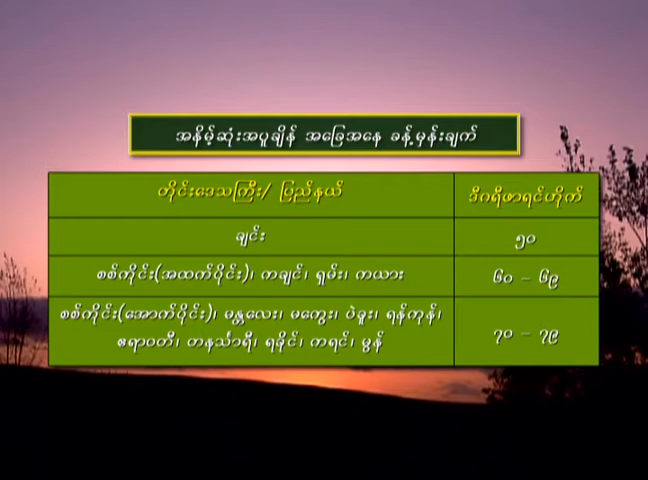 အနိမ့်ဆုံးအပူချိန် အခြေအနေ ခန့်မှန်းချက်
တိုင်းဒေသကြီး/ ပြည်နယ်
ဒီဂရီဖာရင်ဟိုက်
ချင်း
၅၀
စစ်ကိုင်း(အထက်ပိုင်း)၊ ကချင်၊ ရှမ်း၊ ကယား
၆၀ - ၆၉
စစ်ကိုင်း(အောက်ပိုင်း)၊ မန္တလေး၊ မကွေး၊ ပဲခူး၊ ရန်ကုန်၊
ဧရာဝတီ၊ တနင်္သာရီ၊ ရခိုင်၊ ကရင်၊ မွန်
၇၀ - ၇၉